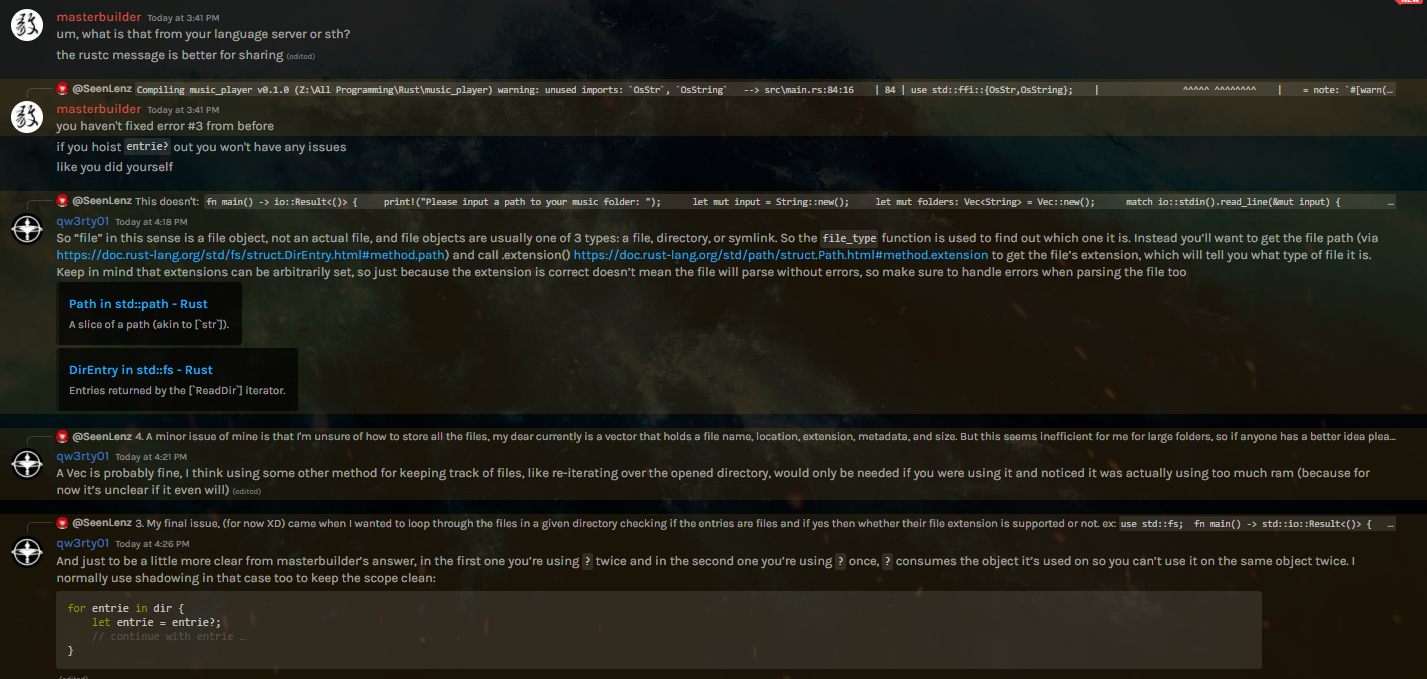 NEW
masterbuilder Today at 3:41 PM
um, what is that from your language server or sth?
the rustc message is better for sharing (edited)
@SeenLenz Compiling music_player v0.1.0 (Z:\All Programming\Rust\music_player) warning: unused imports: `OsStr`, `OsString` --> src\main.rs:84:16 | 84 | use std::ffi::{OsStr,OsString}; | ^^^^^ ^^^^^^^^ | = note: `#[warn(…
masterbuilder Today at 3:41 PM
you haven't fixed error #3 from before
if you hoist entrie? out you won't have any issues
like you did yourself
@SeenLenz This doesn't: fn main() -> io::Result<()> { print!("Please input a path to your music folder: "); let mut input = String::new(); let mut folders: Vec<String> = Vec::new(); match io::stdin().read_line(&mut input) { …
qw3rty01 Today at 4:18 PM
So “file” in this sense is a file object, not an actual file, and file objects are usually one of 3 types: a file, directory, or symlink. So the file_type function is used to find out which one it is. Instead you’ll want to get the file path (via
https://doc.rust-lang.org/std/fs/struct.DirEntry.html#method.path) and call .extension() https://doc.rust-lang.org/std/path/struct.Path.html#method.extension to get the file’s extension, which will tell you what type of file it is.
Keep in mind that extensions can be arbitrarily set, so just because the extension is correct doesn’t mean the file will parse without errors, so make sure to handle errors when parsing the file too
Path in std::path - Rust
A slice of a path (akin to [`str`]).
DirEntry in std::fs - Rust
Entries returned by the [`ReadDir`] iterator.
@SeenLenz 4. A minor issue of mine is that I'm unsure of how to store all the files, my dear currently is a vector that holds a file name, location, extension, metadata, and size. But this seems inefficient for me for large folders, so if anyone has a better idea plea…
qw3rty01 Today at 4:21 PM
A Vec is probably fine, I think using some other method for keeping track of files, like re-iterating over the opened directory, would only be needed if you were using it and noticed it was actually using too much ram (because for
now it’s unclear if it even will) (edited)
@SeenLenz 3. My final issue, (for now XD) came when I wanted to loop through the files in a given directory checking if the entries are files and if yes then whether their file extension is supported or not. ex: use std::fs; fn main() -> std::io::Result<()> { …
qw3rty01 Today at 4:26 PM
And just to be a little more clear from masterbuilder’s answer, in the first one you’re using ? twice and in the second one you’re using ? once, ? consumes the object it’s used on so you can’t use it on the same object twice. I
normally use shadowing in that case too to keep the scope clean:
for entrie in dir {
    let entrie = entrie?;
    // continue with entrie …
}
(edited)